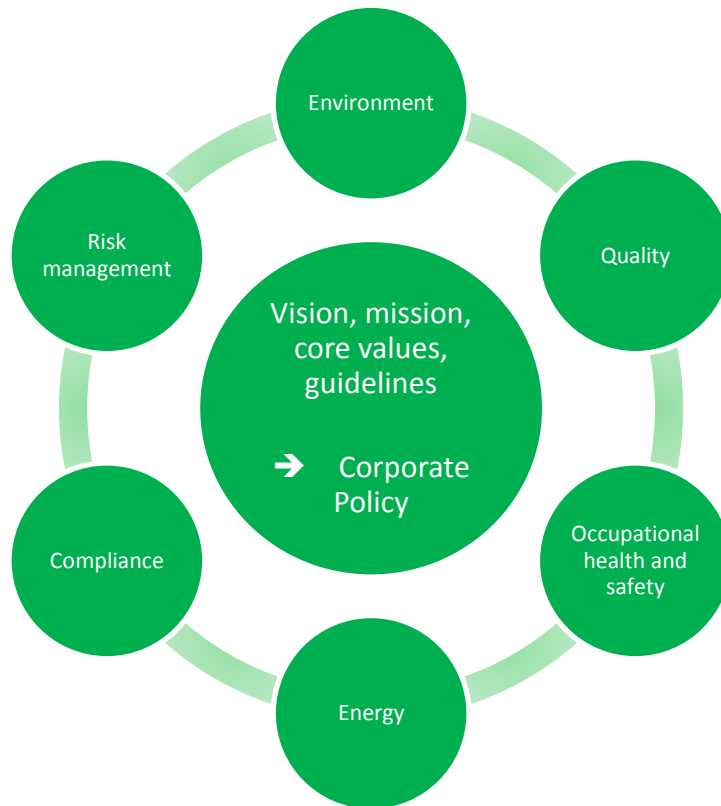 Environment
Quality
Occupational
health and
safety
Energy
Compliance
Risk
management
Vision, mission,
core values,
guidelines
➔ Corporate
Policy